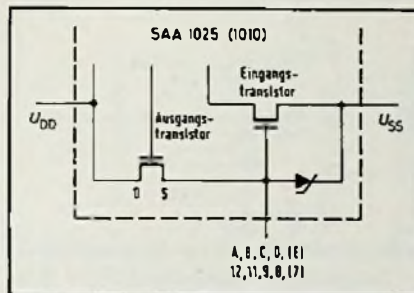 SAA 1025 (1010)
Eingangs-
transistor
U_DD
Ausgangs-
transistor
U_SS
D S
A, B, C, D, (E)
12,11,9,8,(7)